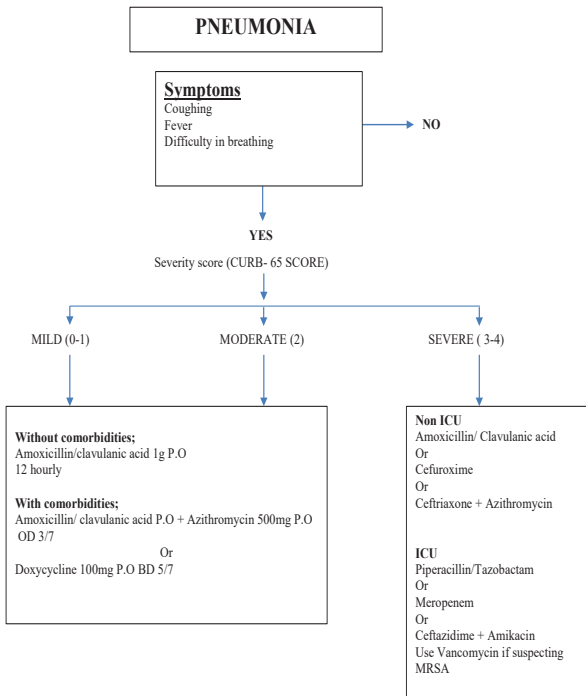 PNEUMONIA
Symptoms
Coughing
Fever
Difficulty in breathing
NO
YES
Severity score (CURB- 65 SCORE)
MILD (0-1)
MODERATE (2)
SEVERE ( 3-4)
Without comorbidities;
Amoxicillin/clavulanic acid 1g P.O
12 hourly
With comorbidities;
Amoxicillin/ clavulanic acid P.O + Azithromycin 500mg P.O
OD 3/7
Or
Doxycycline 100mg P.O BD 5/7
Non ICU
Amoxicillin/ Clavulanic acid
Or
Cefuroxime
Or
Ceftriaxone + Azithromycin
ICU
Piperacillin/Tazobactam
Or
Meropenem
Or
Ceftazidime + Amikacin
Use Vancomycin if suspecting
MRSA